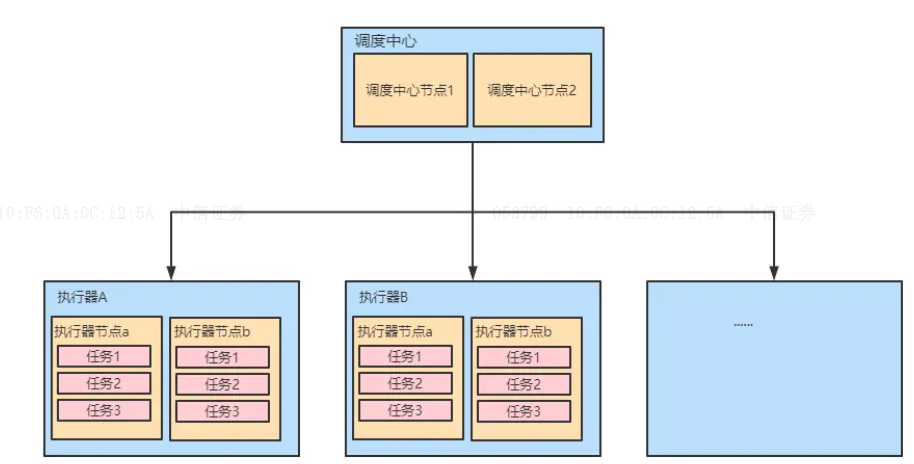 调度中心
调度中心节点1
调度中心节点2
10:F6:0A:0C:12:5A 中信证券
053799 10:F6:0A:0C:12:5A 中信证券
执行器A
执行器节点a
任务1
任务2
任务3
执行器节点b
任务1
任务2
任务3
执行器B
执行器节点a
任务1
任务2
任务3
执行器节点b
任务1
任务2
任务3
......